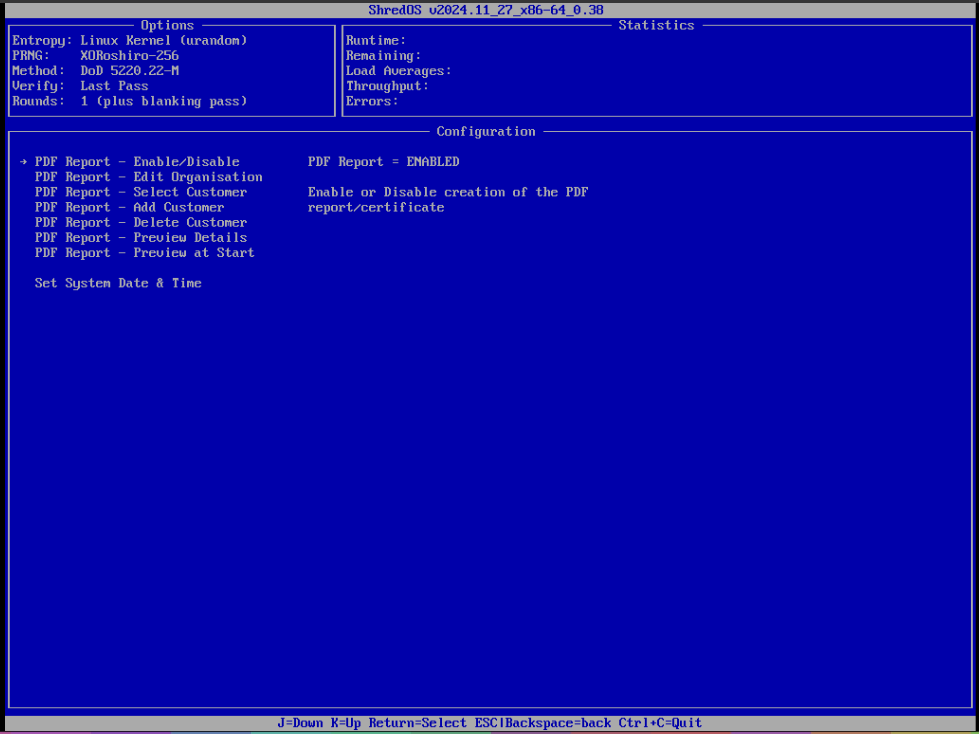 ShredOS v2024.11_27_x86-64_0.38
Options
Entropy: Linux Kernel (urandom)
PRNG: XORoshiro-256
Method: DoD 5220.22-M
Verify: Last Pass
Rounds: 1 (plus blanking pass)
Statistics
Runtime:
Remaining:
Load Averages:
Throughput:
Errors:
Configuration
→ PDF Report - Enable/Disable
PDF Report - Edit Organisation
PDF Report - Select Customer
PDF Report - Add Customer
PDF Report - Delete Customer
PDF Report - Preview Details
PDF Report - Preview at Start
Set System Date & Time
PDF Report = ENABLED
Enable or Disable creation of the PDF
report/certificate
J=Down K=Up Return=Select ESC|Backspace=back Ctrl+C=Quit